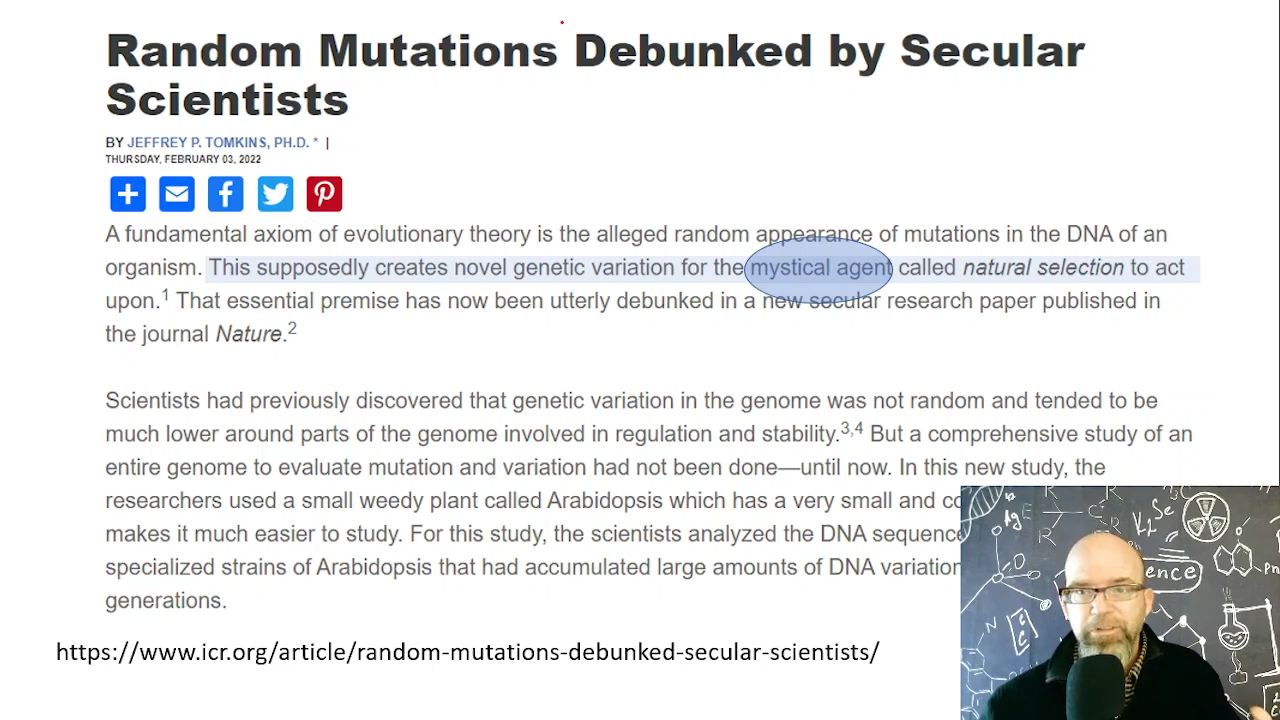 Random Mutations Debunked by Secular
Scientists
BY JEFFREY P. TOMKINS, PH.D. * |
THURSDAY, FEBRUARY 03, 2022
A fundamental axiom of evolutionary theory is the alleged random appearance of mutations in the DNA of an
organism. This supposedly creates novel genetic variation for the mystical agent called natural selection to act
upon.1 That essential premise has now been utterly debunked in a new secular research paper published in
the journal Nature.2
Scientists had previously discovered that genetic variation in the genome was not random and tended to be
much lower around parts of the genome involved in regulation and stability.3,4 But a comprehensive study of an
entire genome to evaluate mutation and variation had not been done—until now. In this new study, the
researchers used a small weedy plant called Arabidopsis which has a very small and
makes it much easier to study. For this study, the scientists analyzed the DNA
specialized strains of Arabidopsis that had accumulated large amounts of DNA
generations.
https://www.icr.org/article/random-mutations-debunked-secular-scientists/